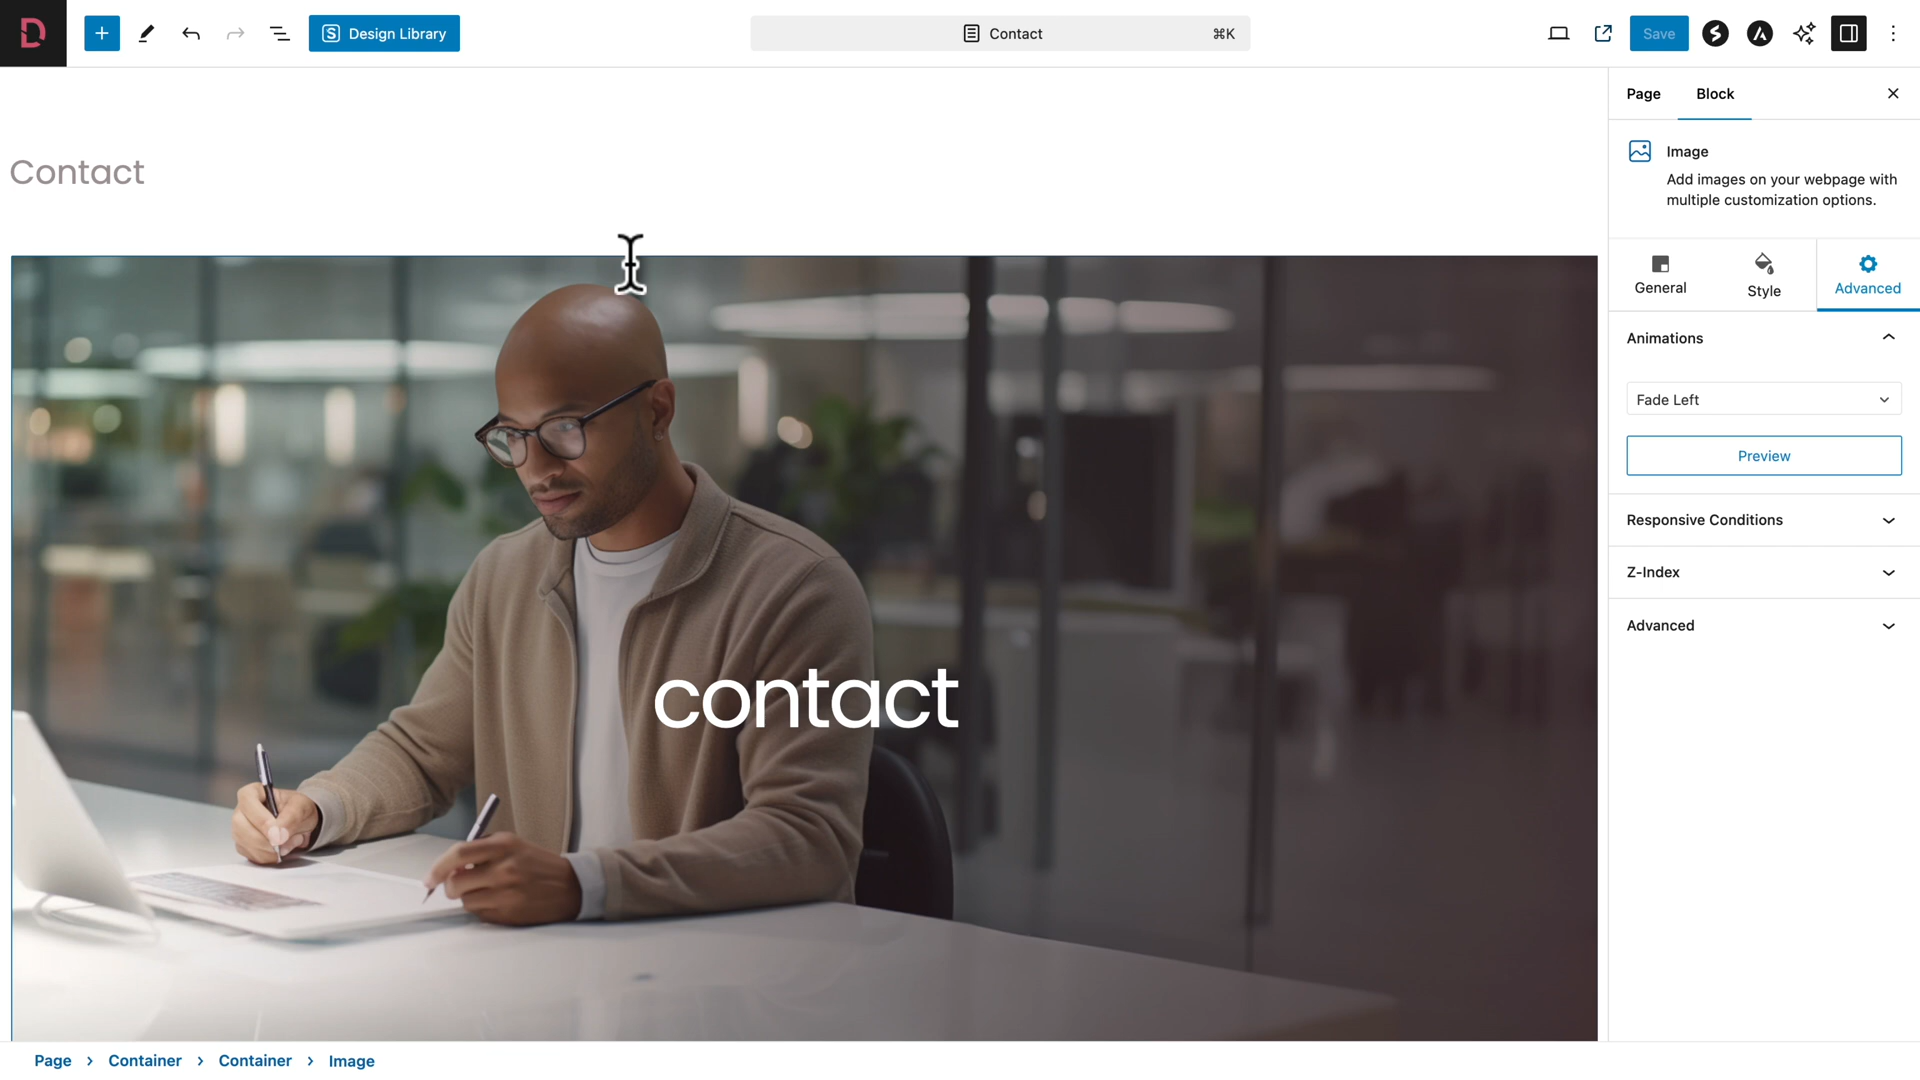 Design Library
Contact
⌘K
Save
Page
Block
Contact
Image
Add images on your webpage with
multiple customization options.
General
Style
Advanced
Animations
Fade Left
Preview
Responsive Conditions
Z-Index
Advanced
contact
Page > Container > Container > Image